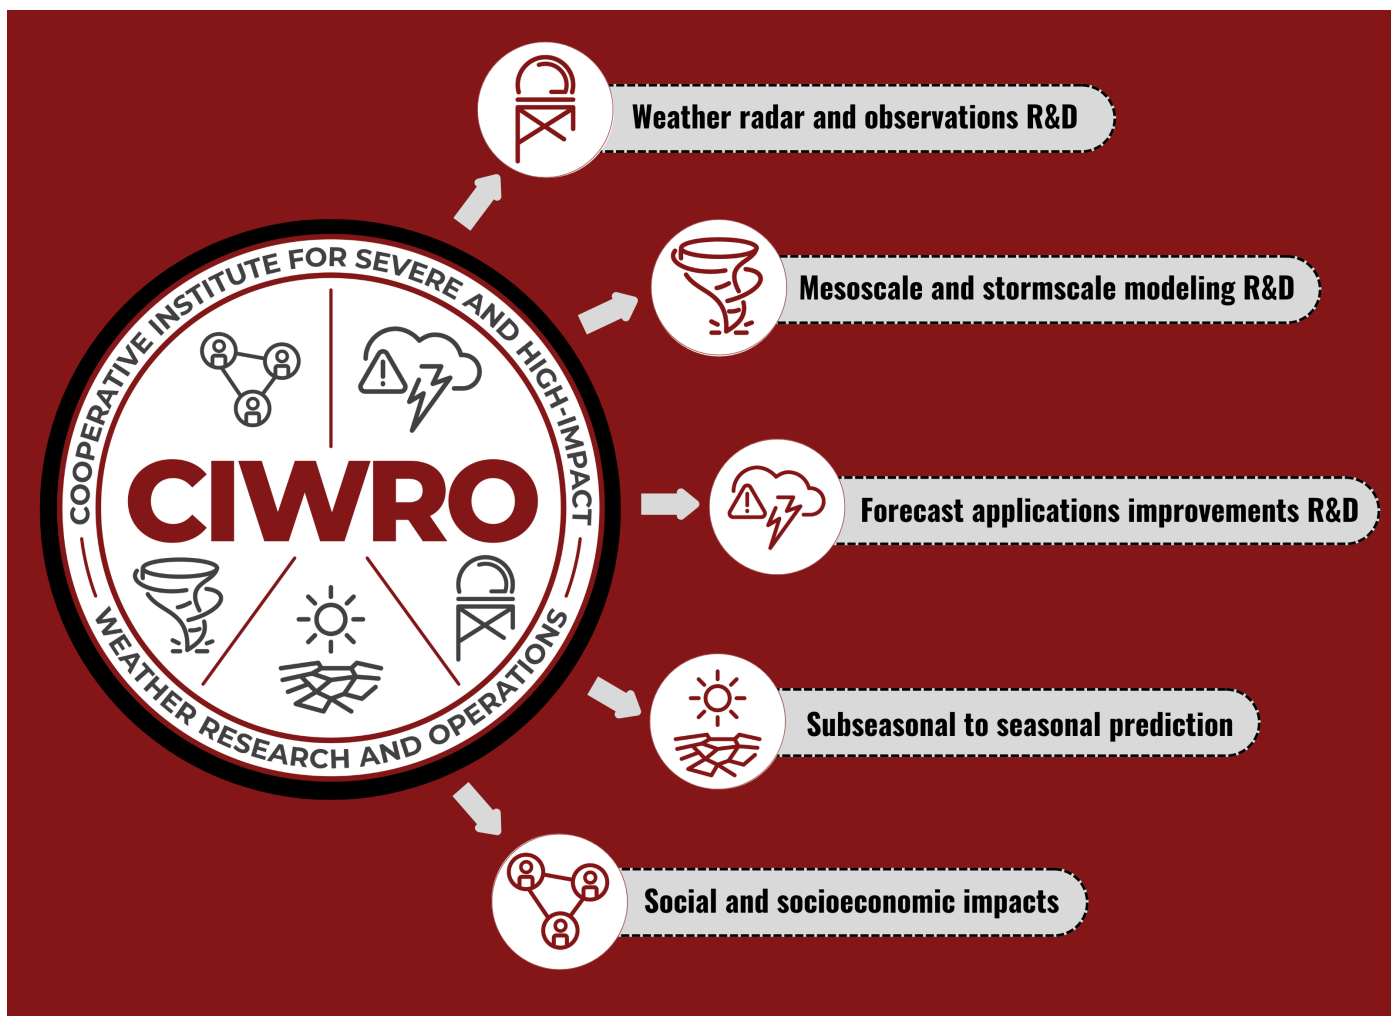 COOPERATIVE INSTITUTE FOR SEVERE AND HIGH-IMPACT
CIWRO
WEATHER RESEARCH AND OPERATIONS
Weather radar and observations R&D
Mesoscale and stormscale modeling R&D
Forecast applications improvements R&D
Subseasonal to seasonal prediction
Social and socioeconomic impacts